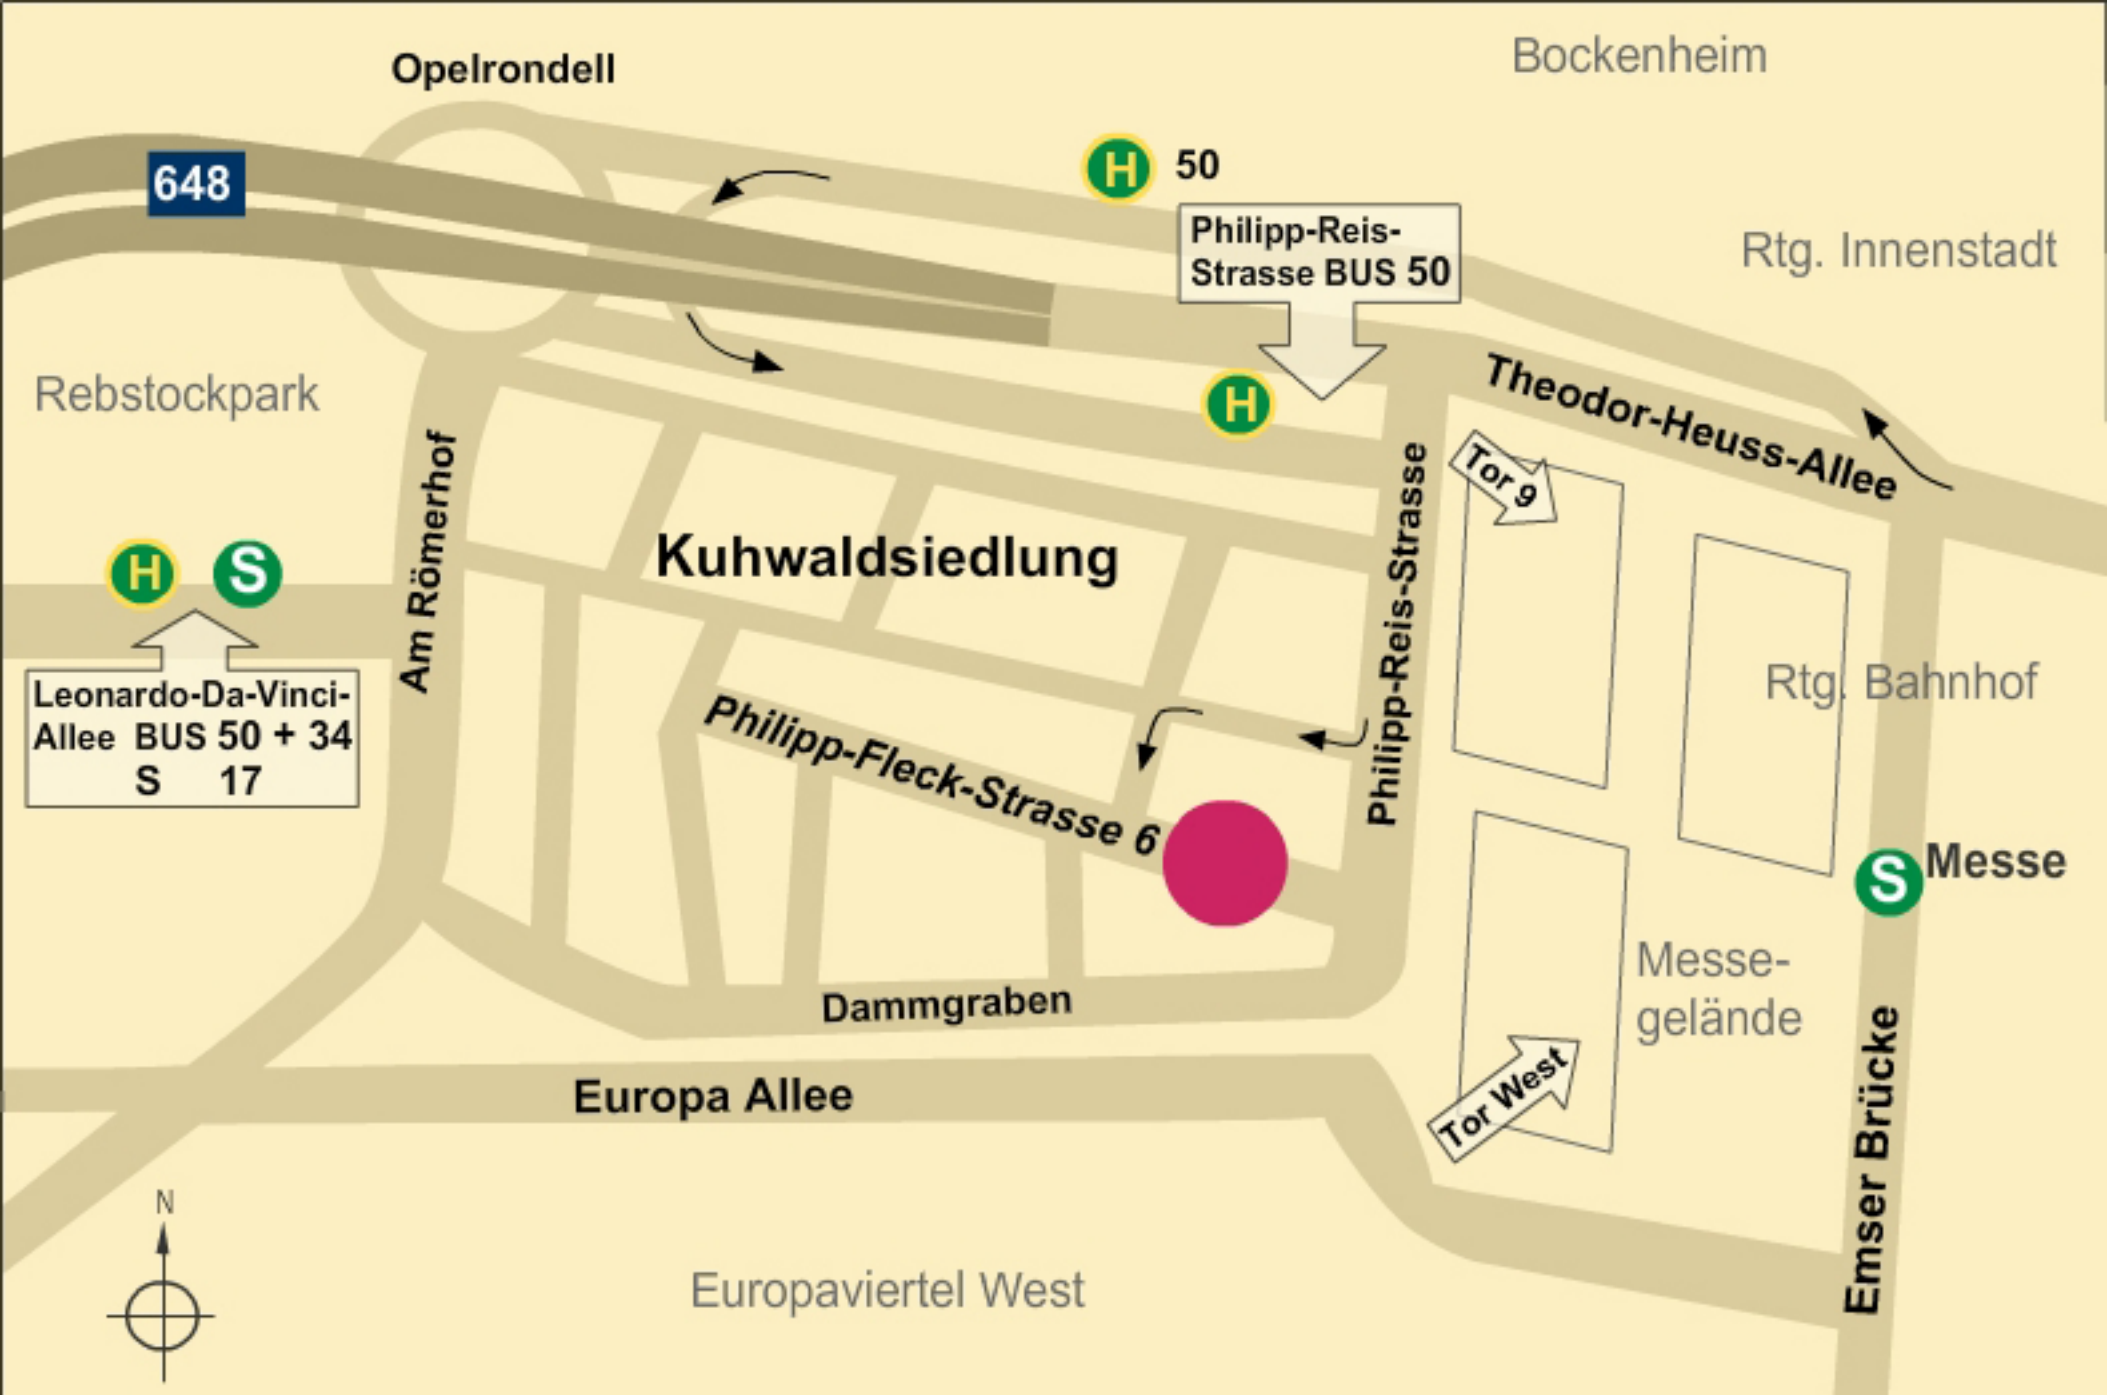 Opelrondell
Bockenheim
648
H
50
Philipp-Reis-
Strasse BUS 50
Rtg. Innenstadt
Rebstockpark
H
Theodor-Heuss-Allee
Tor 9
Am Römerhof
Kuhwaldsiedlung
Philipp-Reis-Strasse
H
S
Leonardo-Da-Vinci-
Allee BUS 50 + 34
S 17
Rtg. Bahnhof
Philipp-Fleck-Strasse 6
S
Messe
Messe-
gelände
Dammgraben
Europa Allee
Tor West
Emser Brücke
N
Europaviertel West